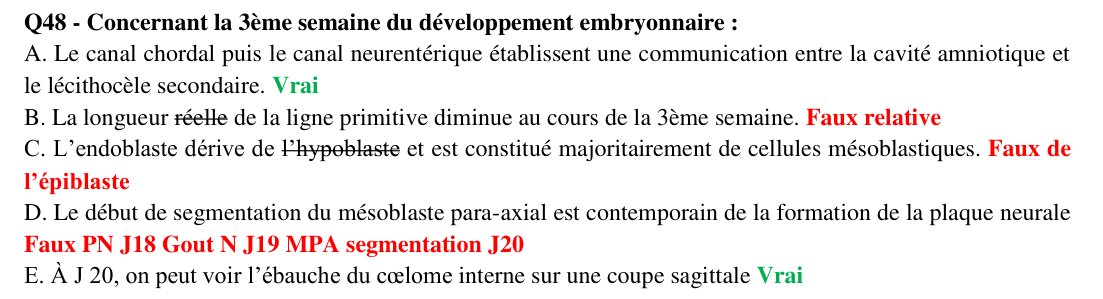 Q48 - Concernant la 3ème semaine du développement embryonnaire :
A. Le canal chordal puis le canal neurentérique établissent une communication entre la cavité amniotique et
le lécithocèle secondaire. Vrai
B. La longueur réelle de la ligne primitive diminue au cours de la 3ème semaine. Faux relative
C. L’endoblaste dérive de l’hypoblaste et est constitué majoritairement de cellules mésoblastiques. Faux de
l’épiblaste
D. Le début de segmentation du mésoblaste para-axial est contemporain de la formation de la plaque neurale
Faux PN J18 Gout N J19 MPA segmentation J20
E. À J 20, on peut voir l’ébauche du cœlome interne sur une coupe sagittale Vrai